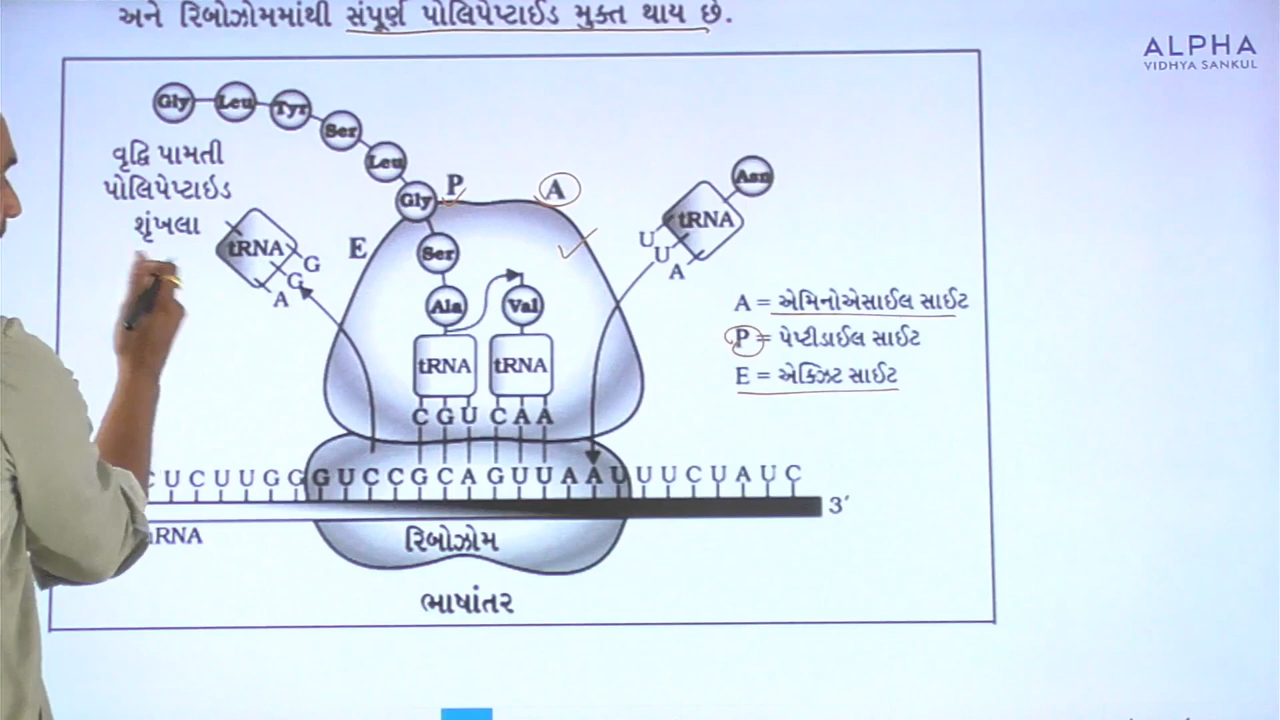 અને રિબોઝોમમાંથી સંપૂર્ણ પોલિપેપ્ટાઈડ મુક્ત થાય છે.
ALPHA
VIDHYA SANKUL
Gly Leu Tyr Ser Leu Gly Ser Ala
વૃદ્ધિ પામતી
પોલિપેપ્ટાઇડ
શૃંખલા
E
P
A
tRNA
A G G
Val
tRNA tRNA
C G U C A A
Asn
tRNA
U U A
A = એમિનોએસાઈલ સાઈટ
P = પેપ્ટીડાઈલ સાઈટ
E = એક્ઝિટ સાઈટ
C U C U U G G G U C C G C A G U U A A U U U C U A U C
3′
RNA
રિબોઝોમ
ભાષાંતર